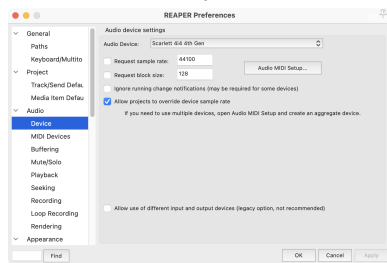 REAPER Preferences
General
Paths
Keyboard/Multito
Project
Track/Send Defau
Media Item Defau
Audio
Device
MIDI Devices
Buffering
Mute/Solo
Playback
Seeking
Recording
Loop Recording
Rendering
Appearance
Find
Audio device settings
Audio Device: Scarlett 4i4 4th Gen
Request sample rate: 44100
Audio MIDI Setup...
Request block size: 128
Ignore running change notifications (may be required for some devices)
Allow projects to override device sample rate
If you need to use multiple devices, open Audio MIDI Setup and create an aggregate device.
Allow use of different input and output devices (legacy option, not recommended)
OK Cancel Apply